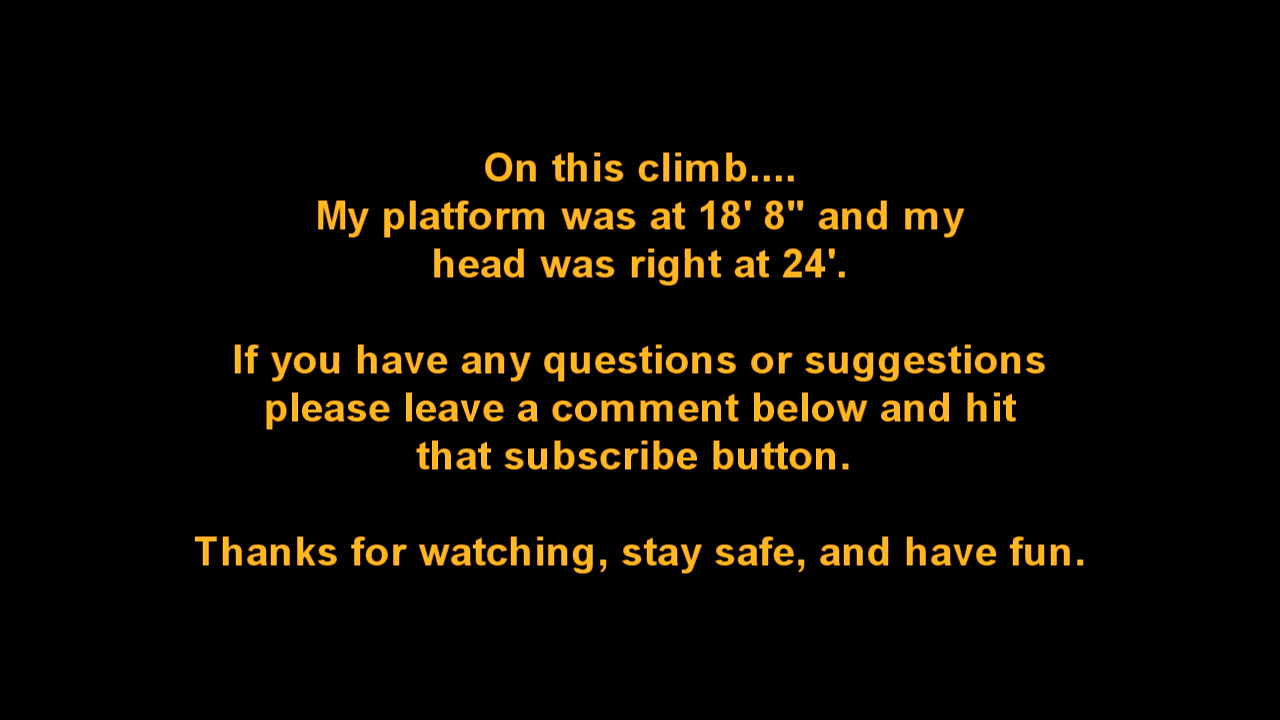 On this climb....
My platform was at 18' 8" and my
head was right at 24'.
If you have any questions or suggestions
please leave a comment below and hit
that subscribe button.
Thanks for watching, stay safe, and have fun.